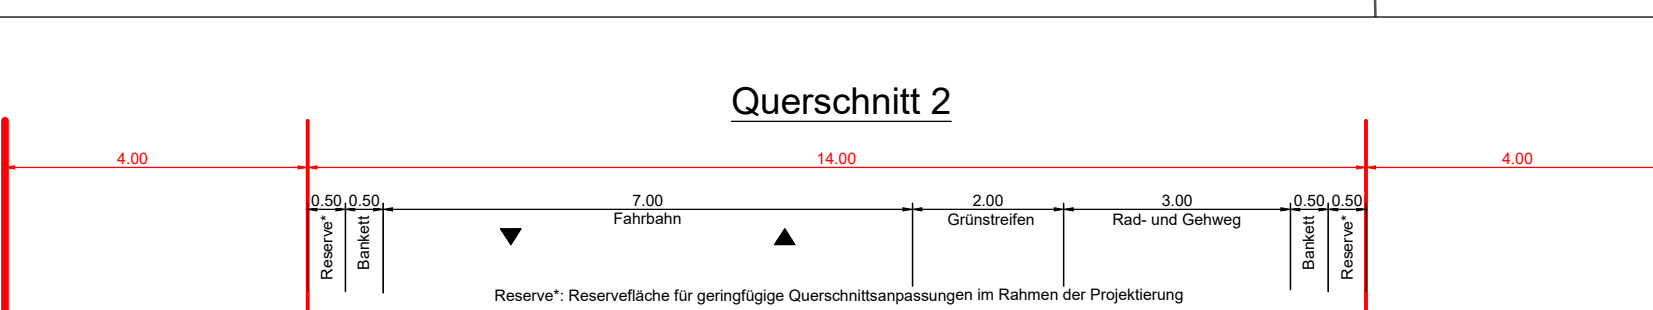 Querschnitt 2
4.00 14.00 4.00
0.50 0.50 7.00 2.00 3.00 0.50 0.50
Reserve* Bankett Fahrbahn Grünstreifen Rad- und Gehweg Bankett Reserve*
Reserve*: Reservefläche für geringfügige Querschnittsanpassungen im Rahmen der Projektierung